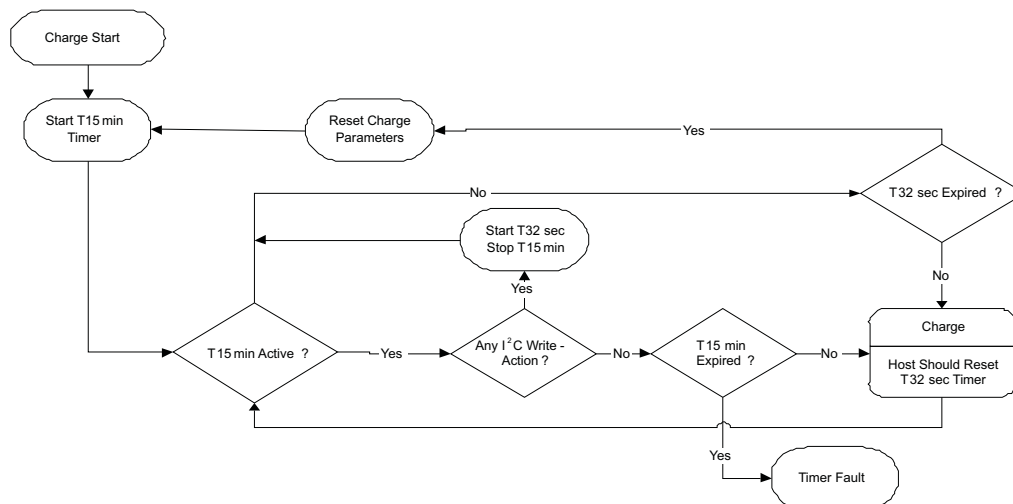 Charge Start
Start T15 min
Timer
Reset Charge
Parameters
Yes
T32 sec Expired ?
No
Start T32 sec
Stop T15 min
No
Yes
T15 min Active ?
Yes
Any I²C Write -
Action ?
No
T15 min
Expired ?
No
Charge
Host Should Reset
T32 sec Timer
Yes
Timer Fault